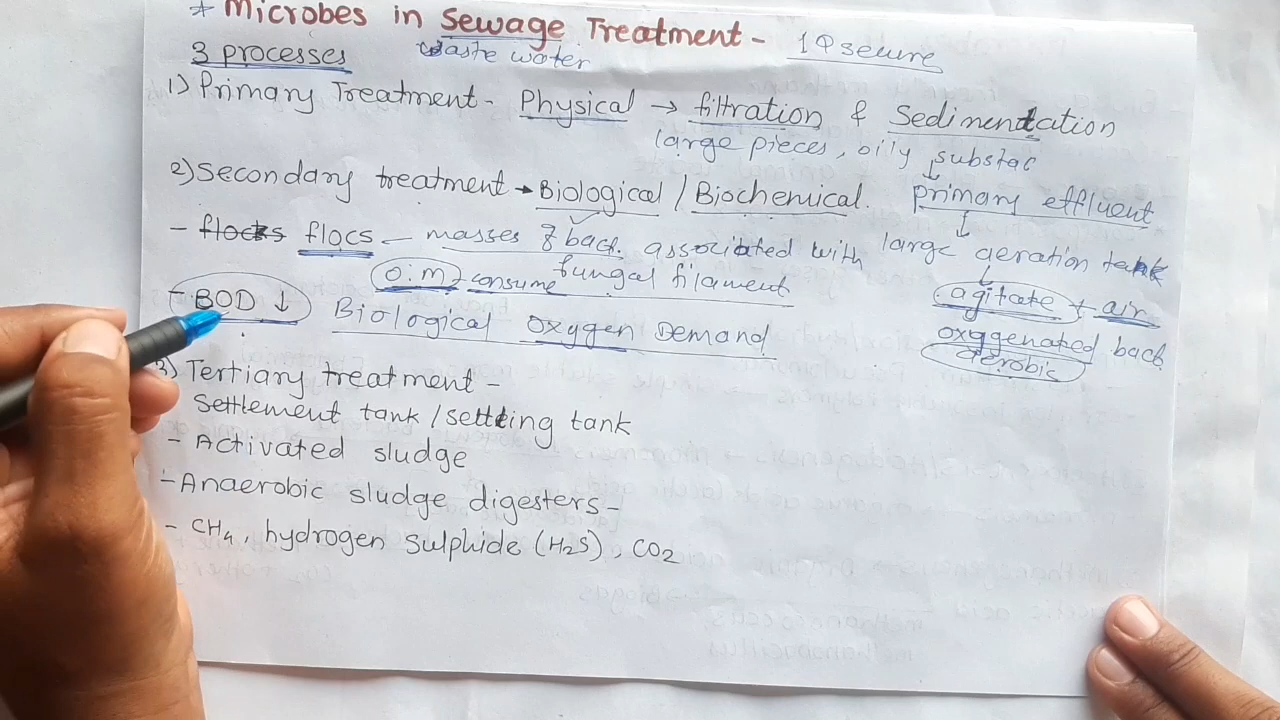 * Microbes in Sewage Treatment - 1Q secure
3 processes waste water
1) Primary Treatment - Physical → filtration & Sedimentation
large pieces, oily substac
2) Secondary treatment → Biological / Biochemical. primary effluent
- flocks flocs - masses of bact. associated with large aeration tank
O.M consume fungal filament
agitate + air
- BOD ↓ Biological Oxygen Demand
oxygenated bact
aerobic
3) Tertiary treatment -
Settlement tank / settling tank
- Activated sludge
- Anaerobic sludge digesters -
- CH4, hydrogen sulphide (H2S), CO2